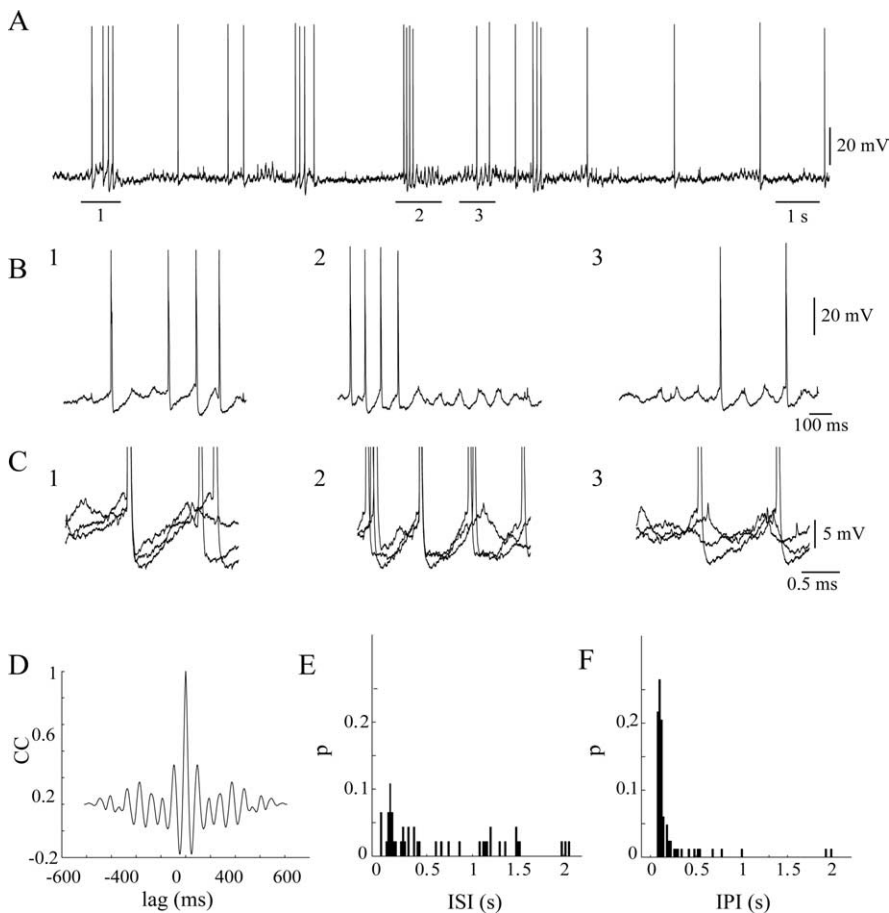 A
20 mV
1 2 3 1 s
B 1 2 3
20 mV
100 ms
C 1 2 3
5 mV
0.5 ms
D
1
0.6
0.2
-0.2
CC
-600 -400 0 400 600
lag (ms)
E
0.2
0.1
0
p
0 0.5 1 1.5 2
ISI (s)
F
0.2
0.1
0
p
0 0.5 1 1.5 2
IPI (s)